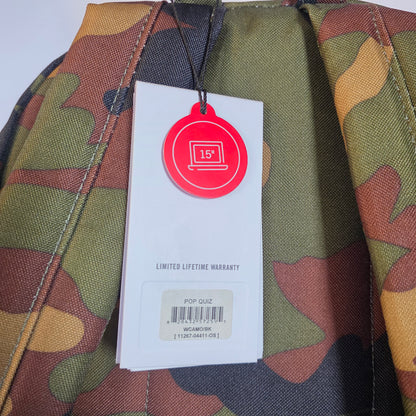 15"
LIMITED LIFETIME WARRANTY
POP QUIZ
WCAMO/BK
[ 11267-04411-OS ]